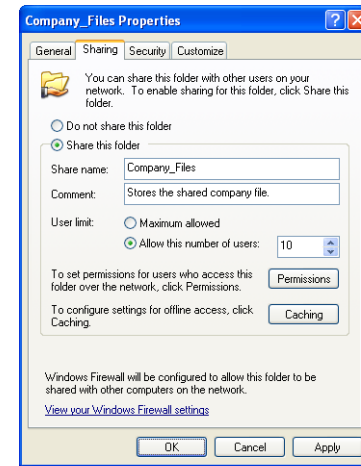 Company_Files Properties
General Sharing Security Customize
You can share this folder with other users on your
network. To enable sharing for this folder, click Share this
folder.
Do not share this folder
Share this folder
Share name: Company_Files
Comment: Stores the shared company file.
User limit: Maximum allowed
Allow this number of users: 10
To set permissions for users who access this
folder over the network, click Permissions.
Permissions
To configure settings for offline access, click
Caching.
Caching
Windows Firewall will be configured to allow this folder to be
shared with other computers on the network.
View your Windows Firewall settings
OK Cancel Apply